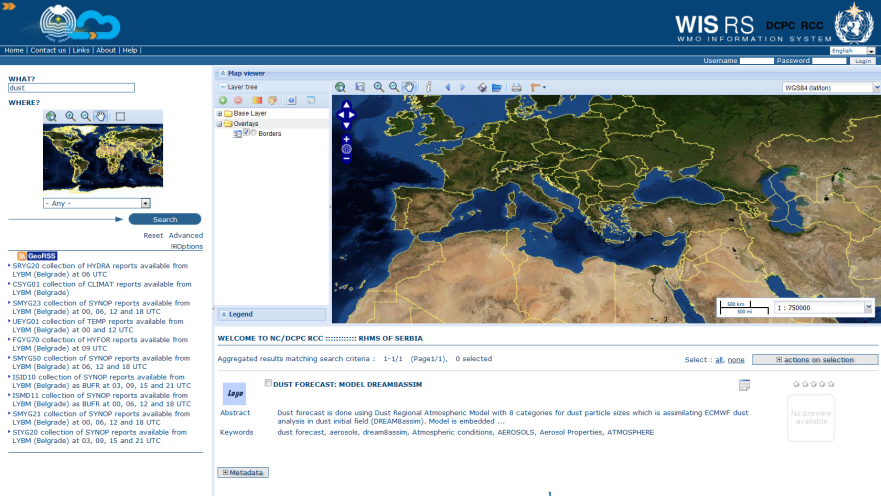 WIS RS DCPC RCC
WMO INFORMATION SYSTEM
Home | Contact us | Links | About | Help |
English
Username Password Login
WHAT?
dust
WHERE?
- Any -
Search
Reset Advanced
Options
GeoRSS
SRYG20 collection of HYDRA reports available from
LYBM (Belgrade) at 06 UTC
CSYG01 collection of CLIMAT reports available from
LYBM (Belgrade)
SMYG23 collection of SYNOP reports available from
LYBM (Belgrade) at 00, 06, 12 and 18 UTC
UEYG01 collection of TEMP reports available from
LYBM (Belgrade) at 00 and 12 UTC
FGYG70 collection of HYFOR reports available from
LYBM (Belgrade) at 09 UTC
SMYG50 collection of SYNOP reports available from
LYBM (Belgrade) at 06, 12 and 18 UTC
ISID10 collection of SYNOP reports available from
LYBM (Belgrade) as BUFR at 03, 09, 15 and 21 UTC
ISMD11 collection of SYNOP reports available from
LYBM (Belgrade) as BUFR at 00, 06, 12 and 18 UTC
SMYG21 collection of SYNOP reports available from
LYBM (Belgrade) at 00, 06, 12 and 18 UTC
SIYG20 collection of SYNOP reports available from
LYBM (Belgrade) at 03, 09, 15 and 21 UTC
Map viewer
Layer tree
WGS84 (lat/lon)
Base Layer
Overlays
Borders
500 km
500 mi
1 : 750000
Legend
WELCOME TO NC/DCPC RCC :::::::::::: RHMS OF SERBIA
Aggregated results matching search criteria : 1-1/1 (Page1/1), 0 selected
Select : all, none
actions on selection
Logo
DUST FORECAST: MODEL DREAM8ASSIM
Abstract Dust forecast is done using Dust Regional Atmospheric Model with 8 categories for dust particle sizes which is assimilating ECMWF dust
analysis in dust initial field (DREAM8assim). Model is embedded ...
Keywords dust forecast, aerosols, dream8assim, Atmospheric conditions, AEROSOLS, Aerosol Properties, ATMOSPHERE
No preview
available
Metadata
1